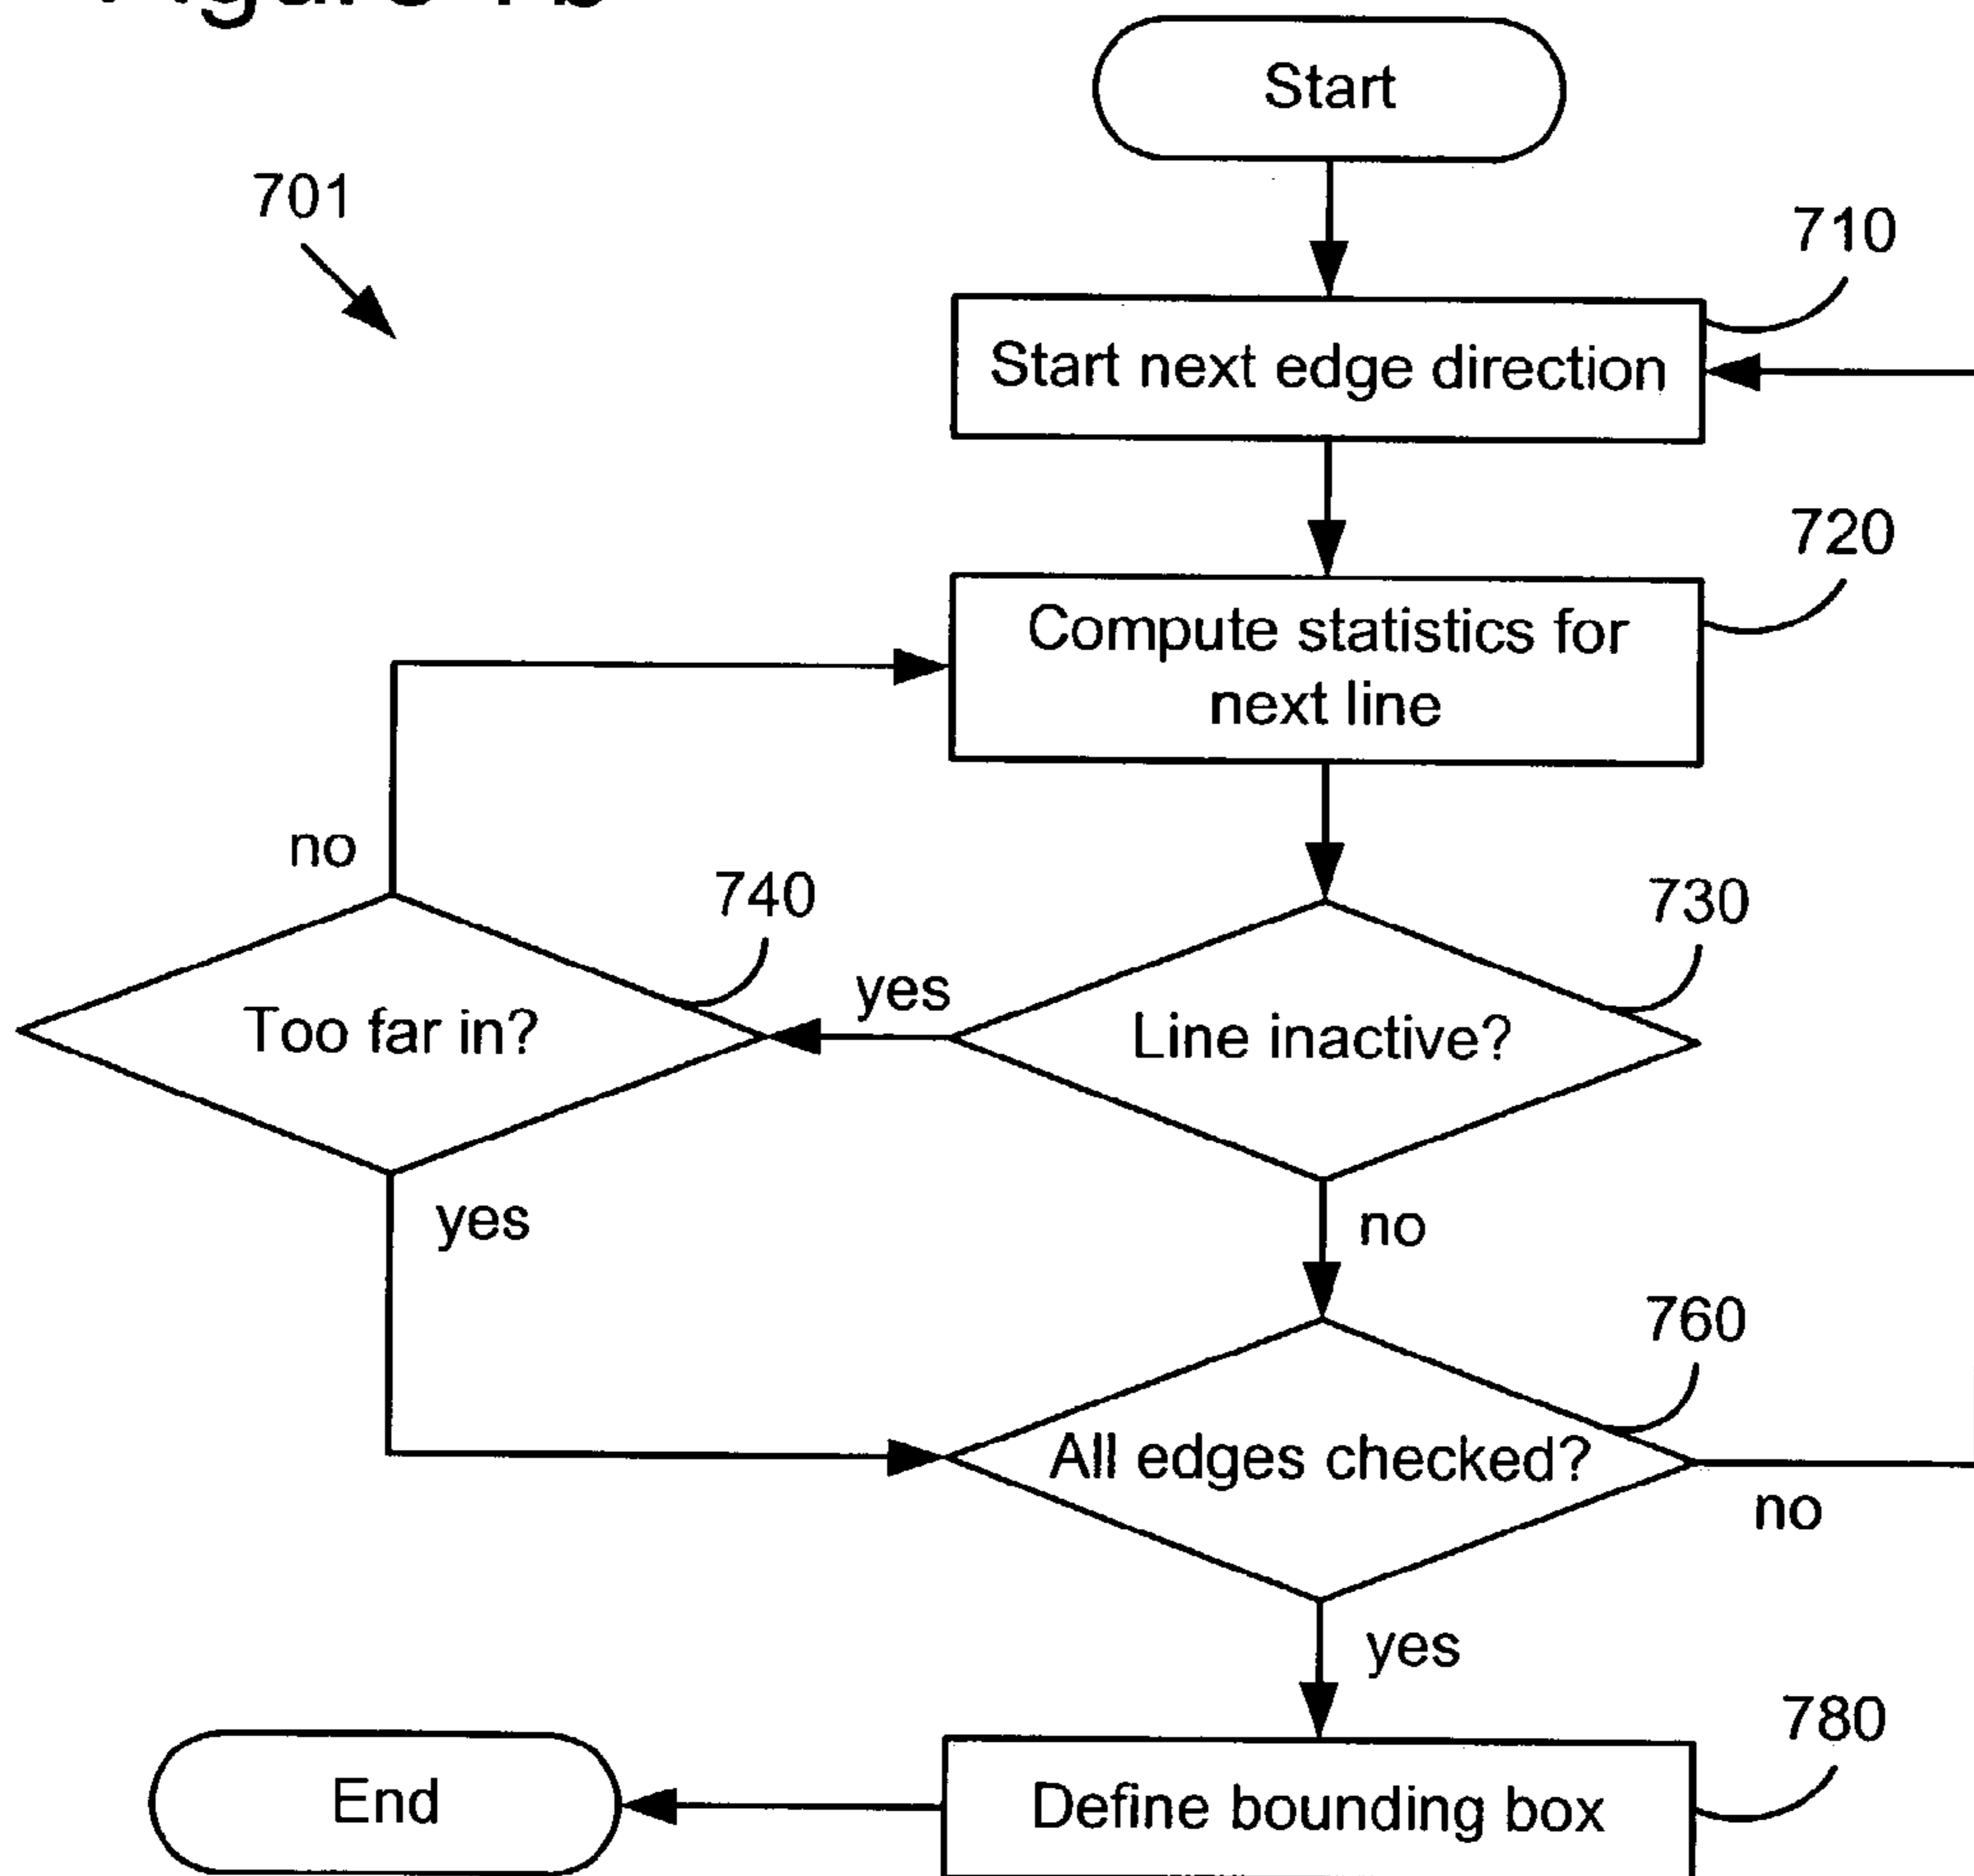 Start
701
710
Start next edge direction
720
Compute statistics for
next line
no
740
730
yes
Too far in?
Line inactive?
yes
no
760
All edges checked?
no
yes
780
End
Define bounding box